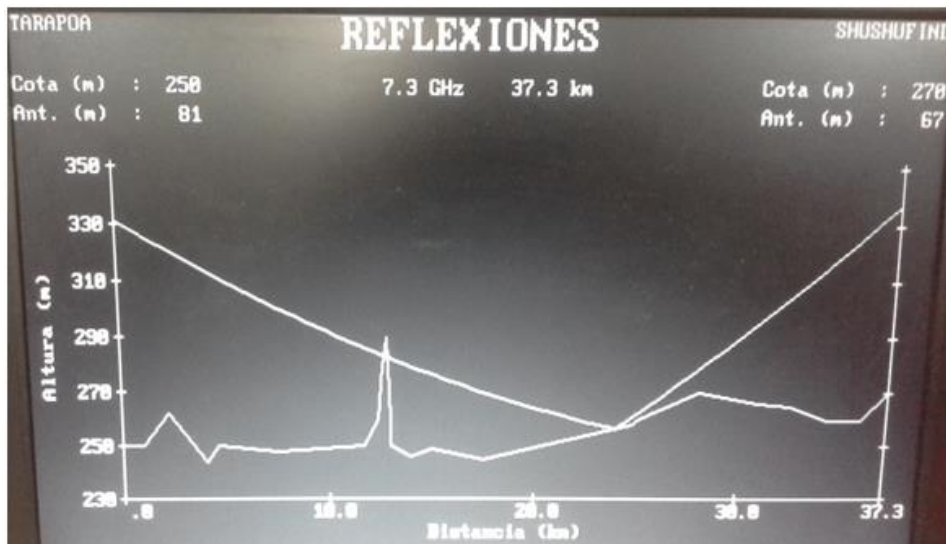 TARAPOA REFLEXIONES SHUSHUFINDI
Cota (m) : 250 7.3 GHz 37.3 km Cota (m) : 270
Ant. (m) : 81 Ant. (m) : 67
350
330
310
290
270
250
230
Altura (m)
.0 10.0 20.0 30.0 37.3
Distancia (km)